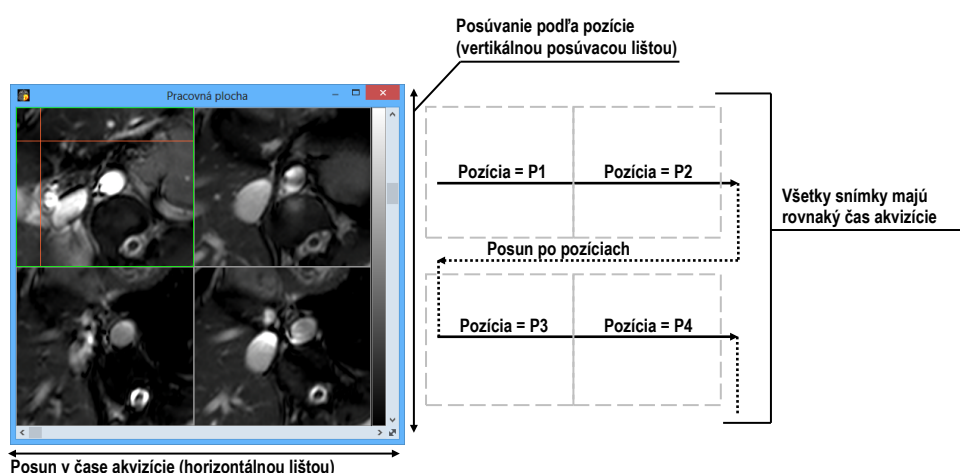 Posúvanie podľa pozície
(vertikálnou posúvacou lištou)
Pracovná plocha
Pozícia = P1
Pozícia = P2
Všetky snímky majú
rovnaký čas akvizície
Posun po pozíciach
Pozícia = P3
Pozícia = P4
Posun v čase akvizície (horizontálnou lištou)